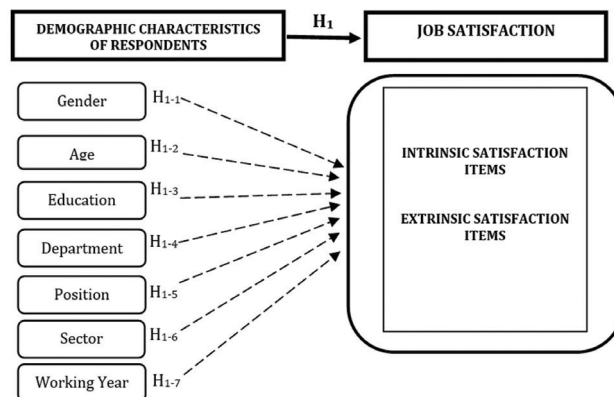 DEMOGRAPHIC CHARACTERISTICS
OF RESPONDENTS
H1
JOB SATISFACTION
Gender
H1-1
Age
H1-2
Education
H1-3
Department
H1-4
Position
H1-5
Sector
H1-6
Working Year
H1-7
INTRINSIC SATISFACTION
ITEMS
EXTRINSIC SATISFACTION
ITEMS